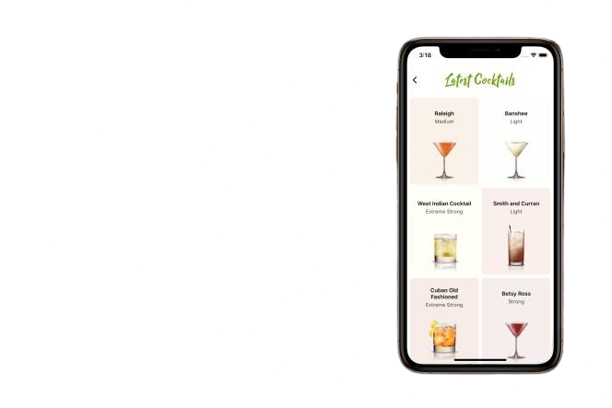 3:18
Latest Cocktails
Raleigh
Medium
Banshee
Light
West Indian Cocktail
Extreme Strong
Smith and Curran
Light
Cuban Old
Fashioned
Extreme Strong
Betsy Ross
Strong